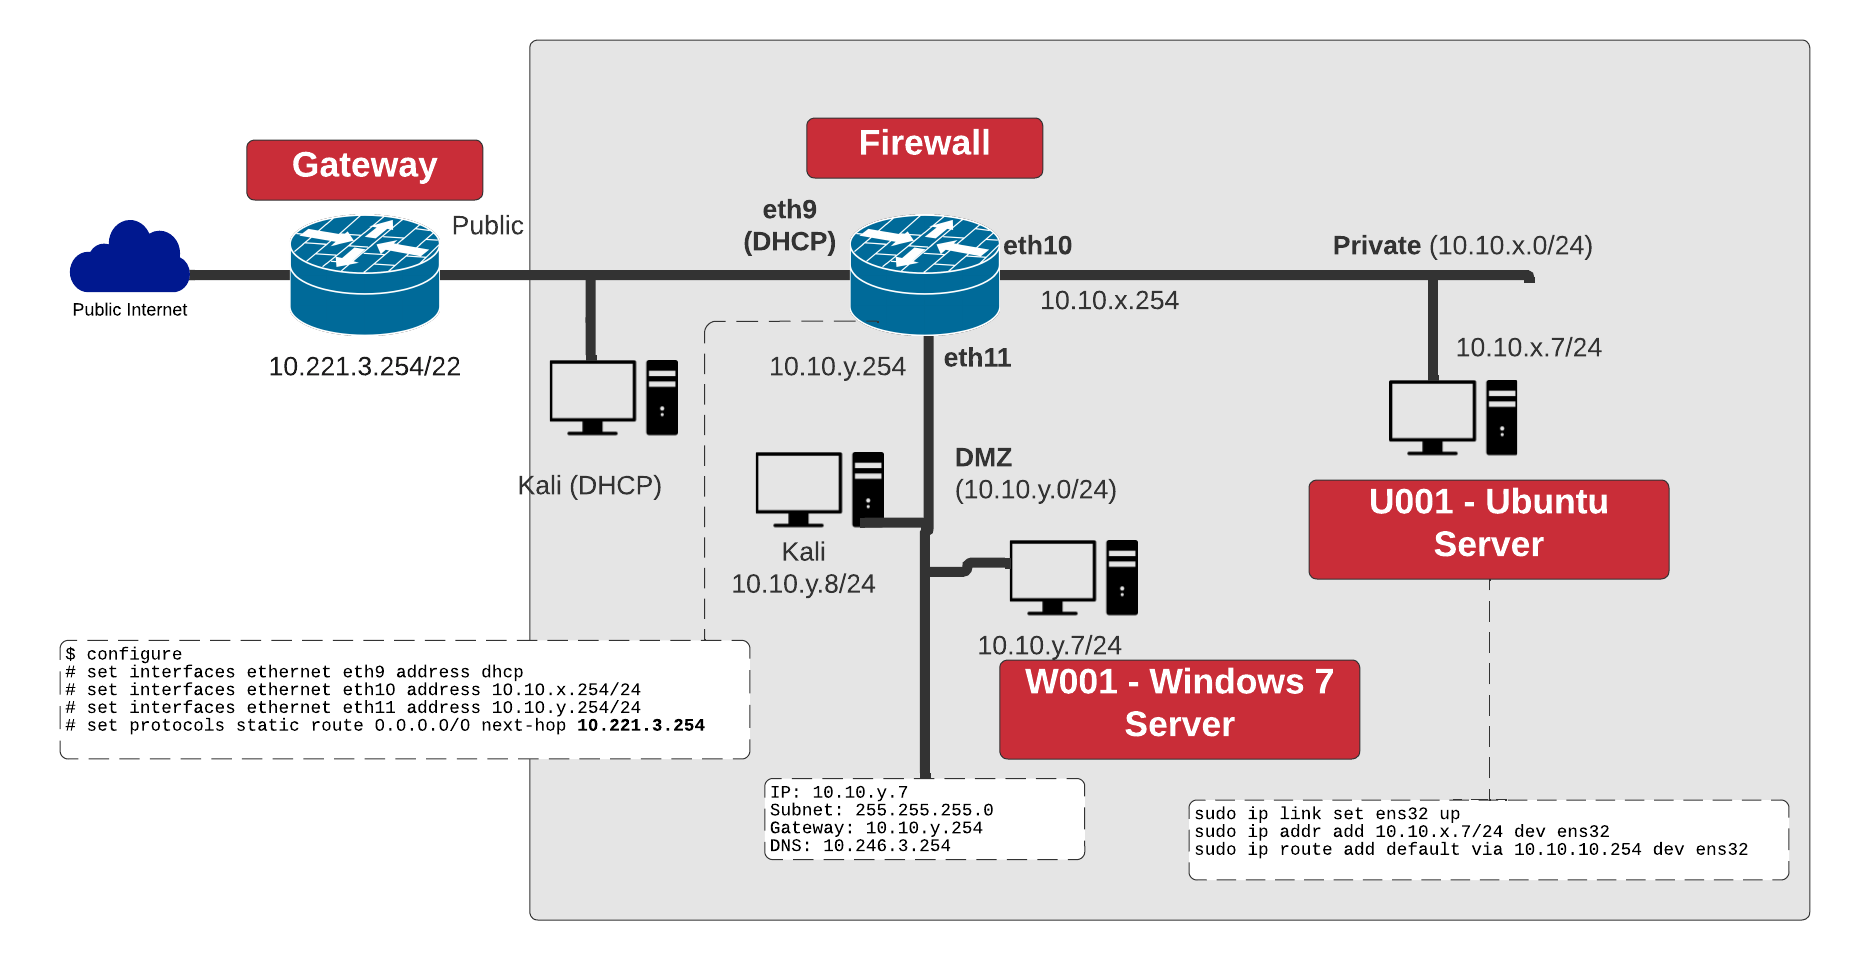 Firewall
Gateway
eth9
(DHCP)
Public
eth10
Private (10.10.x.0/24)
Public Internet
10.10.x.254
10.221.3.254/22
10.10.y.254
eth11
10.10.x.7/24
Kali (DHCP)
DMZ
(10.10.y.0/24)
U001 - Ubuntu
Server
Kali
10.10.y.8/24
10.10.y.7/24
W001 - Windows 7
Server
$ configure
# set interfaces ethernet eth9 address dhcp
# set interfaces ethernet eth10 address 10.10.x.254/24
# set interfaces ethernet eth11 address 10.10.y.254/24
# set protocols static route 0.0.0.0/0 next-hop 10.221.3.254
IP: 10.10.y.7
Subnet: 255.255.255.0
Gateway: 10.10.y.254
DNS: 10.246.3.254
sudo ip link set ens32 up
sudo ip addr add 10.10.x.7/24 dev ens32
sudo ip route add default via 10.10.10.254 dev ens32